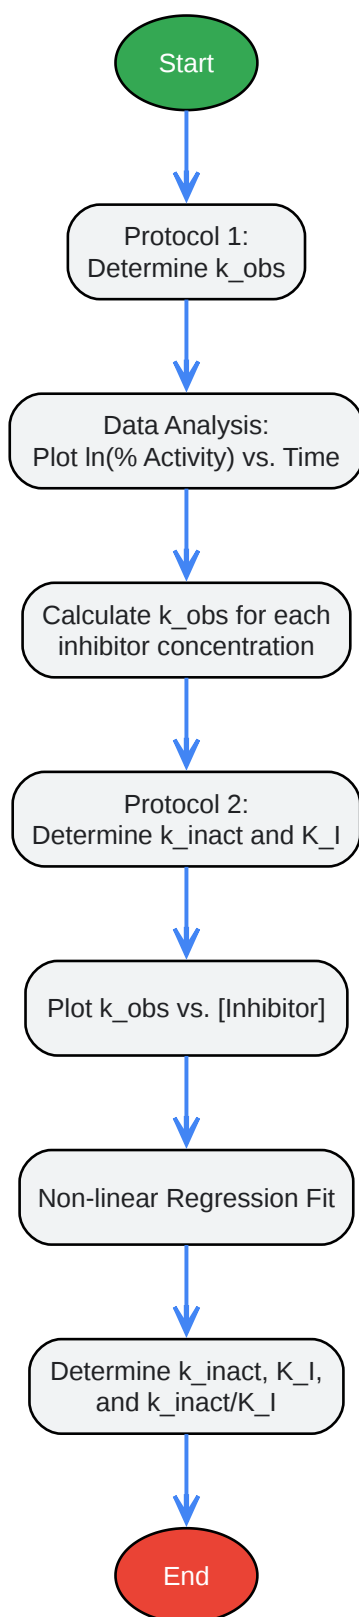 Start
Protocol 1:
Determine k_obs
Data Analysis:
Plot ln(% Activity) vs. Time
Calculate k_obs for each
inhibitor concentration
Protocol 2:
Determine k_inact and K_I
Plot k_obs vs. [Inhibitor]
Non-linear Regression Fit
Determine k_inact, K_I,
and k_inact/K_I
End